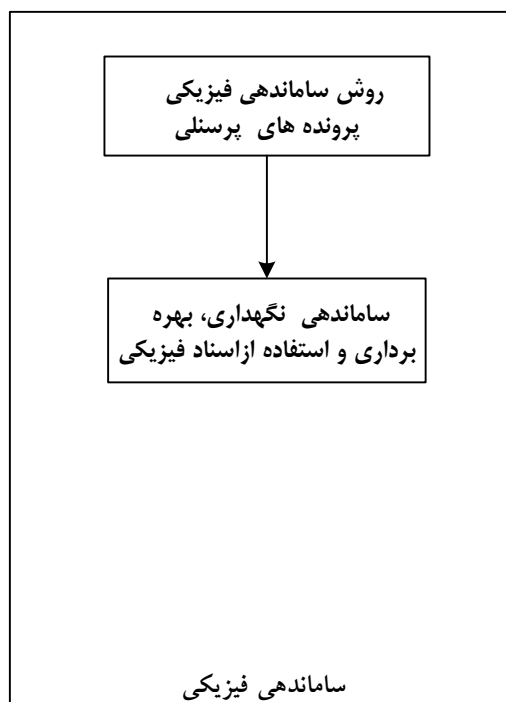 روش ساماندهی فیزیکی
پرونده های پرسنلی
ساماندهی نگهداری، بهره
برداری و استفاده ازاسناد فیزیکی
ساماندهی فیزیکی